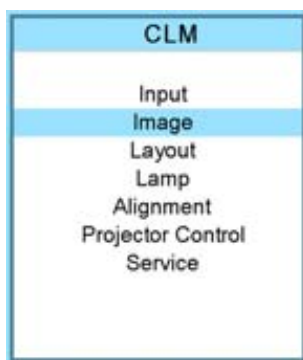 CLM
Input
Image
Layout
Lamp
Alignment
Projector Control
Service